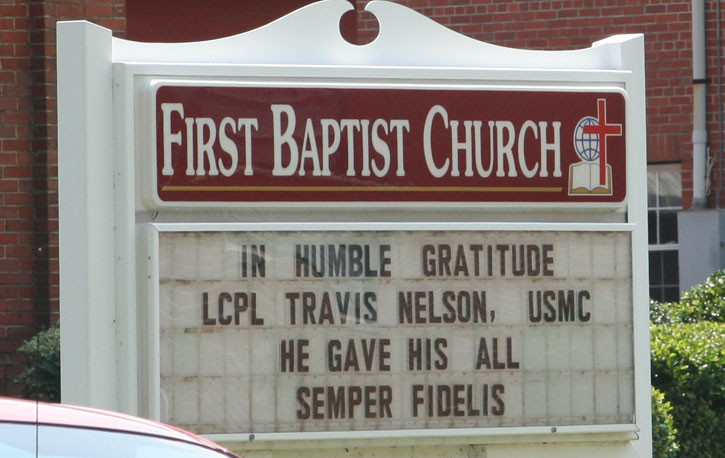 First Baptist Church
IN HUMBLE GRATITUDE
LCPL TRAVIS NELSON, USMC
HE GAVE HIS ALL
SEMPER FIDELIS